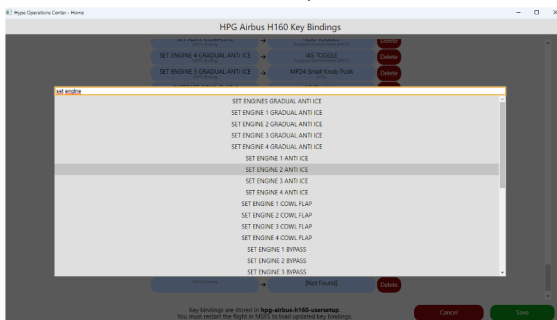 Hype Operations Center - Home
HPG Airbus H160 Key Bindings
SET ENGINE 4 GRADUAL ANTI ICE → IAS TOGGLE Delete
SET ENGINE 3 GRADUAL ANTI ICE → MFD4 Small Knob Push Delete
set engine
SET ENGINES GRADUAL ANTI ICE
SET ENGINE 1 GRADUAL ANTI ICE
SET ENGINE 2 GRADUAL ANTI ICE
SET ENGINE 3 GRADUAL ANTI ICE
SET ENGINE 4 GRADUAL ANTI ICE
SET ENGINE 1 ANTI ICE
SET ENGINE 2 ANTI ICE
SET ENGINE 3 ANTI ICE
SET ENGINE 4 ANTI ICE
SET ENGINE 1 COWL FLAP
SET ENGINE 2 COWL FLAP
SET ENGINE 3 COWL FLAP
SET ENGINE 4 COWL FLAP
SET ENGINE 1 BYPASS
SET ENGINE 2 BYPASS
SET ENGINE 3 BYPASS
→ [Not Found] Delete
Key bindings are stored in hpg-airbus-h160-usersetup.
You must restart the flight in MSFS to load updated key bindings.
Cancel
Save